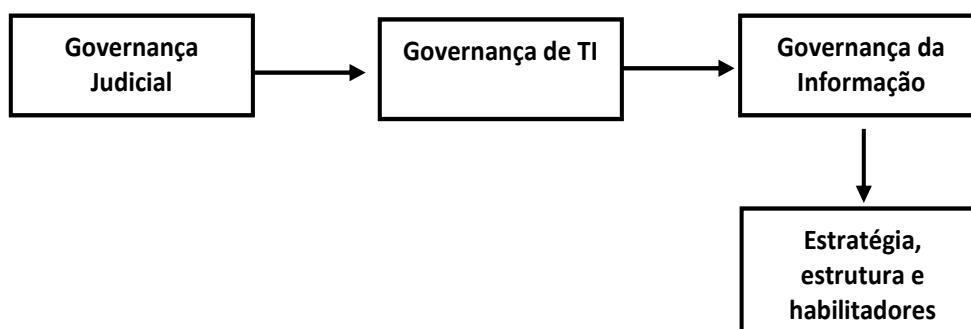 Governança
Judicial
Governança de TI
Governança da
Informação
Estratégia,
estrutura e
habilitadores